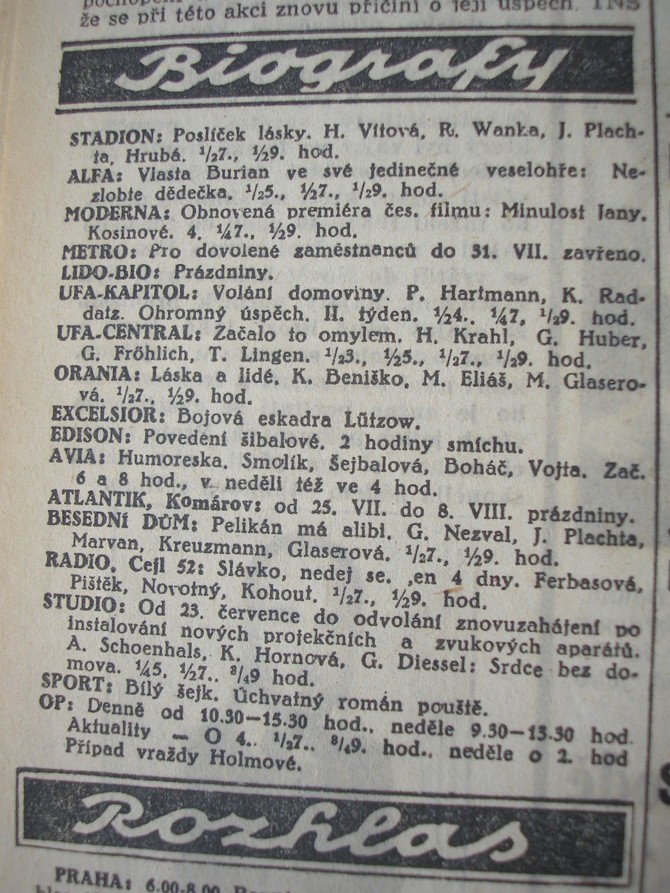 že se při této akci znovu přičiní o její úspěch. TNS
Biografy
STADION: Poslíček lásky. H. Vítová, R. Wanka, J. Plach-
ta, Hrubá. ½7., ½9. hod.
ALFA: Vlasta Burian ve své jedinečné veselohře: Ne-
zlobte dědečka. ½5., ½7., ½9. hod.
MODERNA: Obnovená premiéra čes. filmu: Minulost Jany.
Kosinové. 4, ¼7., ½9. hod.
METRO: Pro dovolené zaměstnanců do 31. VII. zavřeno.
LIDO-BIO: Prázdniny.
UFA-KAPITOL: Volání domoviny. P. Hartmann, K. Rad-
datz. Ohromný úspěch. II. týden. ½4., ¼7, ½9. hod.
UFA-CENTRAL: Začalo to omylem. H. Krahl, G. Huber,
G. Fröhlich, T. Lingen. ½3., ½5., ½7., ½9. hod.
ORANIA: Láska a lidé. K. Beniško, M. Eliáš, M. Glasero-
vá. ½7., ½9. hod.
EXCELSIOR: Bojová eskadra Lützow.
EDISON: Povedení šibalové. 2 hodiny smíchu.
AVIA: Humoreska. Smolík, Šejbalová, Boháč, Vojta. Zač.
6 a 8 hod., v neděli též ve 4 hod.
ATLANTIK, Komárov: od 25. VII. do 8. VIII. prázdniny.
BESEDNÍ DŮM: Pelikán má alibi. G. Nezval, J. Plachta,
Marvan, Kreuzmann, Glaserová. ½7., ½9. hod.
RADIO, Cejl 52: Slávko, nedej se. .en 4 dny. Ferbasová,
Pištěk, Novotný, Kohout. ½7., ½9. hod.
STUDIO: Od 23. července do odvolání znovuzahájení po
instalování nových projekčních a zvukových aparátů.
A. Schoenhals, K. Hornová, G. Diessel: Srdce bez do-
mova. ¼5, ½7., ¾9 hod.
SPORT: Bílý šejk. Úchvatný román pouště.
OP: Denně od 10.30—15.30 hod., neděle 9.30—13.30 hod.
Aktuality — O 4., ½7., ¾9. hod., neděle o 2. hod
Případ vraždy Holmové.
Rozhlas
PRAHA: 6.00-8.00